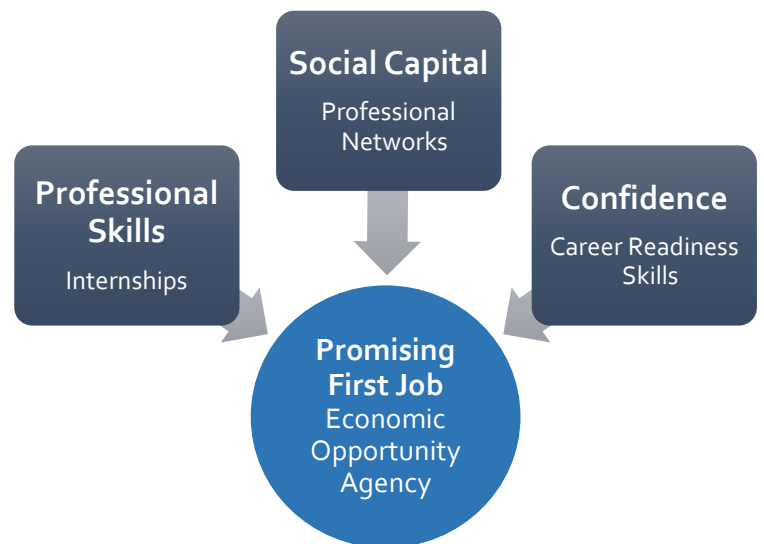 Social Capital
Professional
Networks
Professional
Skills
Internships
Confidence
Career Readiness
Skills
Promising
First Job
Economic
Opportunity
Agency